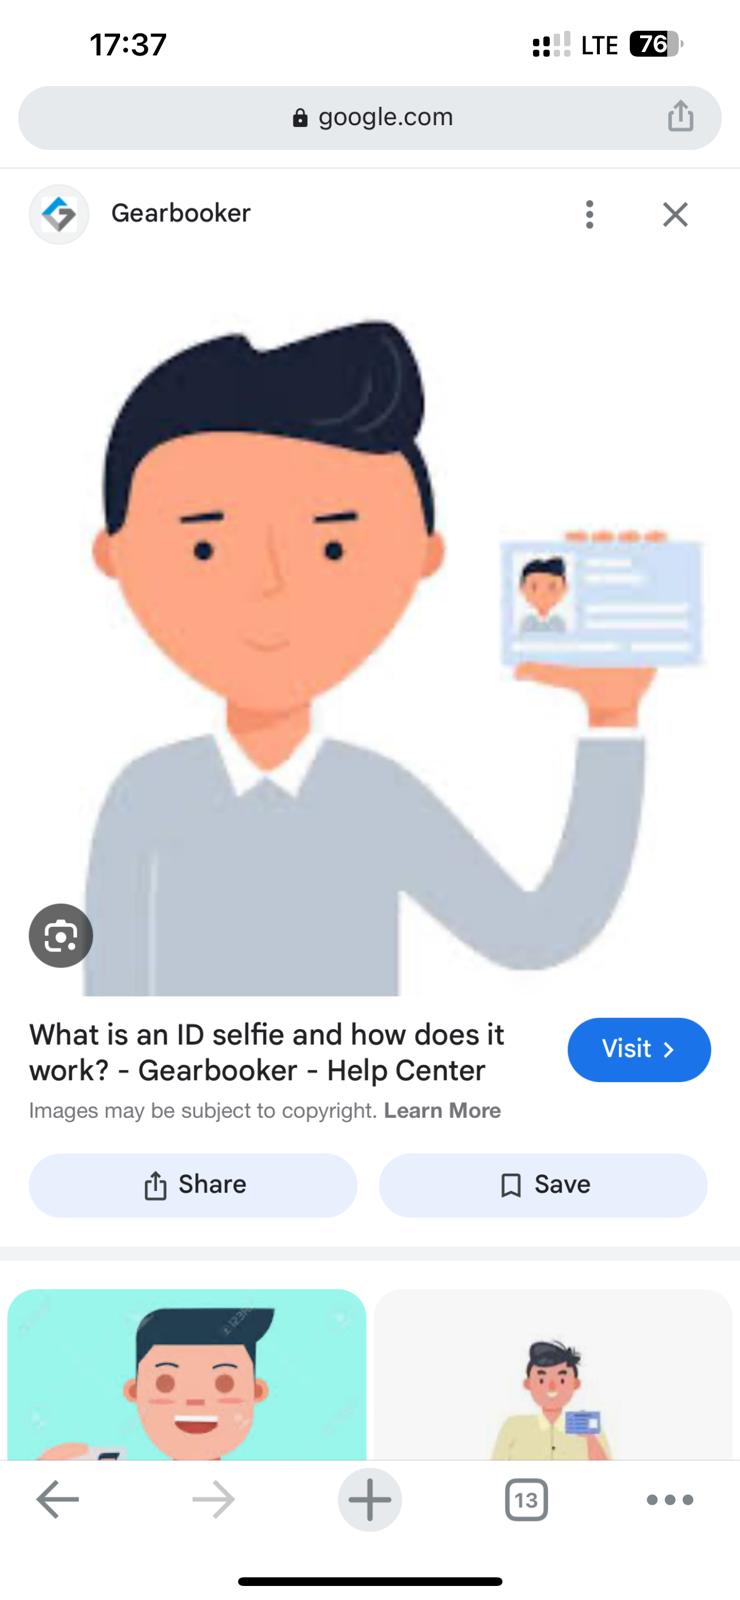 17:37
LTE 76
google.com
Gearbooker
What is an ID selfie and how does it
work? - Gearbooker - Help Center
Visit
Images may be subject to copyright. Learn More
Share
Save
13